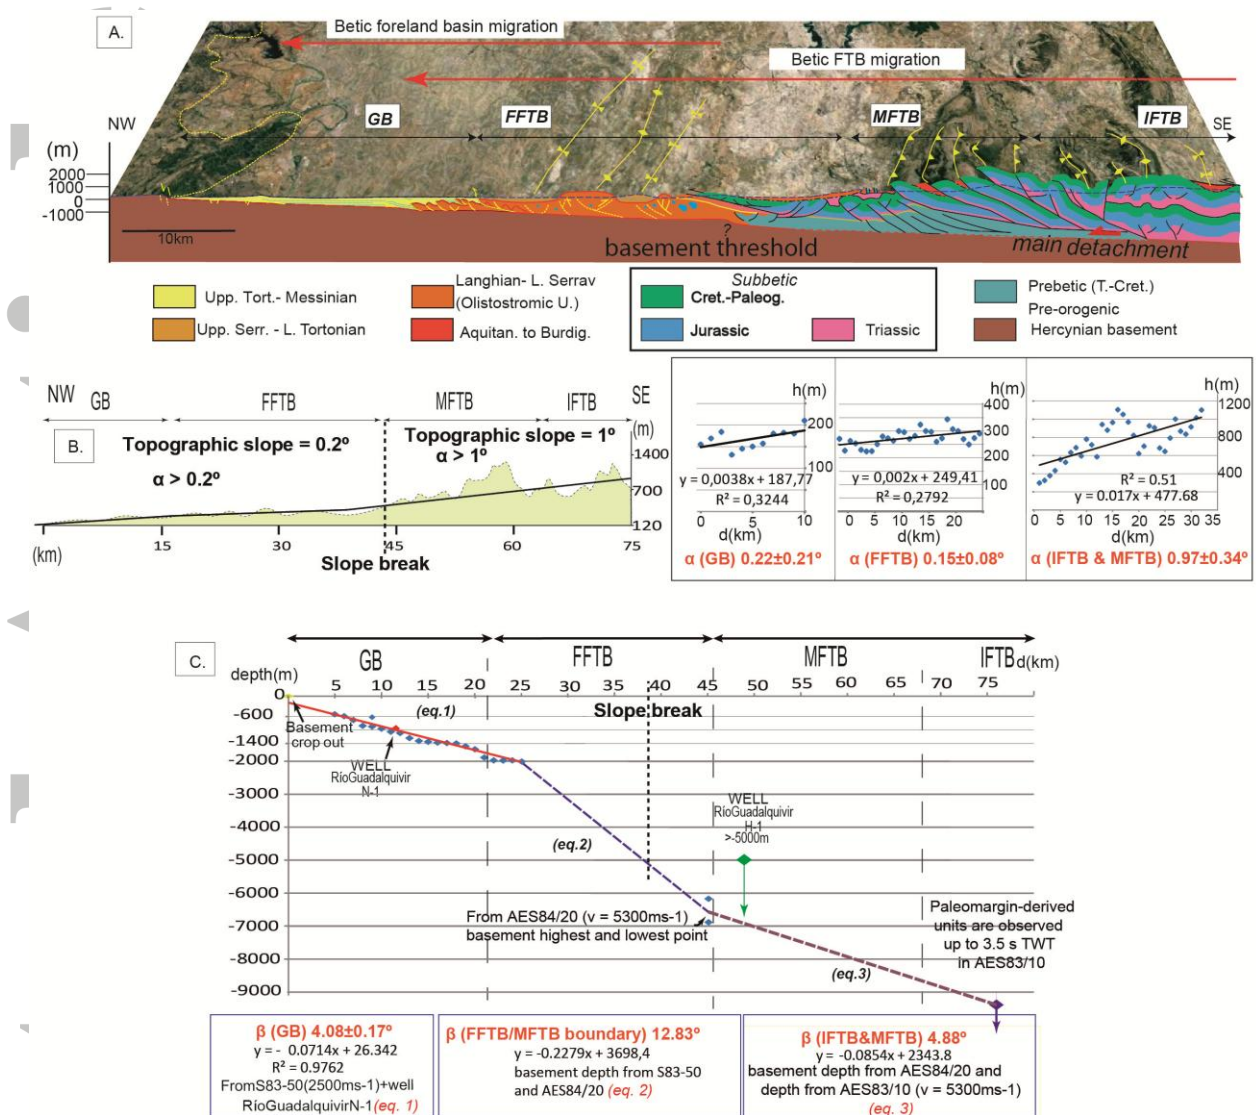 A.
Betic foreland basin migration
Betic FTB migration
NW
GB
FFTB
MFTB
IFTB
SE
(m)
2000
1000
0
-1000
10km
?
basement threshold
main detachment
Upp. Tort.- Messinian
Upp. Serr. - L. Tortonian
Langhian- L. Serrav
(Olistostromic U.)
Aquitan. to Burdig.
Subbetic
Cret.-Paleog.
Jurassic
Triassic
Prebetic (T.-Cret.)
Pre-orogenic
Hercynian basement
B.
NW
GB
FFTB
MFTB
IFTB
SE
(m)
Topographic slope = 0.2º
α > 0.2º
Topographic slope = 1º
α > 1º
1400
700
120
(km)
15
30
45
60
75
Slope break
h(m)
200
100
y = 0,0038x + 187,77
R² = 0,3244
0
5
10
d(km)
α (GB) 0.22±0.21º
h(m)
400
300
200
100
y = 0,002x + 249,41
R² = 0,2792
0
5
10
15
20
d(km)
α (FFTB) 0.15±0.08º
h(m)
1200
800
400
R² = 0.51
y = 0.017x + 477.68
0
5
10
15
20
25
30
35
d(km)
α (IFTB & MFTB) 0.97±0.34º
C.
GB
FFTB
MFTB
IFTB
d(km)
depth(m)
5
10
15
20
25
30
35
40
45
50
55
60
65
70
75
0
-600
-1400
-2000
-3000
-4000
-5000
-6000
-7000
-8000
-9000
(eq.1)
Slope break
Basement
crop out
WELL
RíoGuadalquivir
N-1
WELL
RíoGuadalquivir
H-1
>-5000m
(eq.2)
From AES84/20 (v = 5300ms-1)
basement highest and lowest point
(eq.3)
Paleomargin-derived
units are observed
up to 3.5 s TWT
in AES83/10
β (GB) 4.08±0.17º
y = - 0.0714x + 26.342
R² = 0.9762
FromS83-50(2500ms-1)+well
RíoGuadalquivirN-1(eq. 1)
β (FFTB/MFTB boundary) 12.83º
y = -0.2279x + 3698,4
basement depth from S83-50
and AES84/20 (eq. 2)
β (IFTB&MFTB) 4.88º
y = -0.0854x + 2343.8
basement depth from AES84/20 and
depth from AES83/10 (v = 5300ms-1)
(eq. 3)